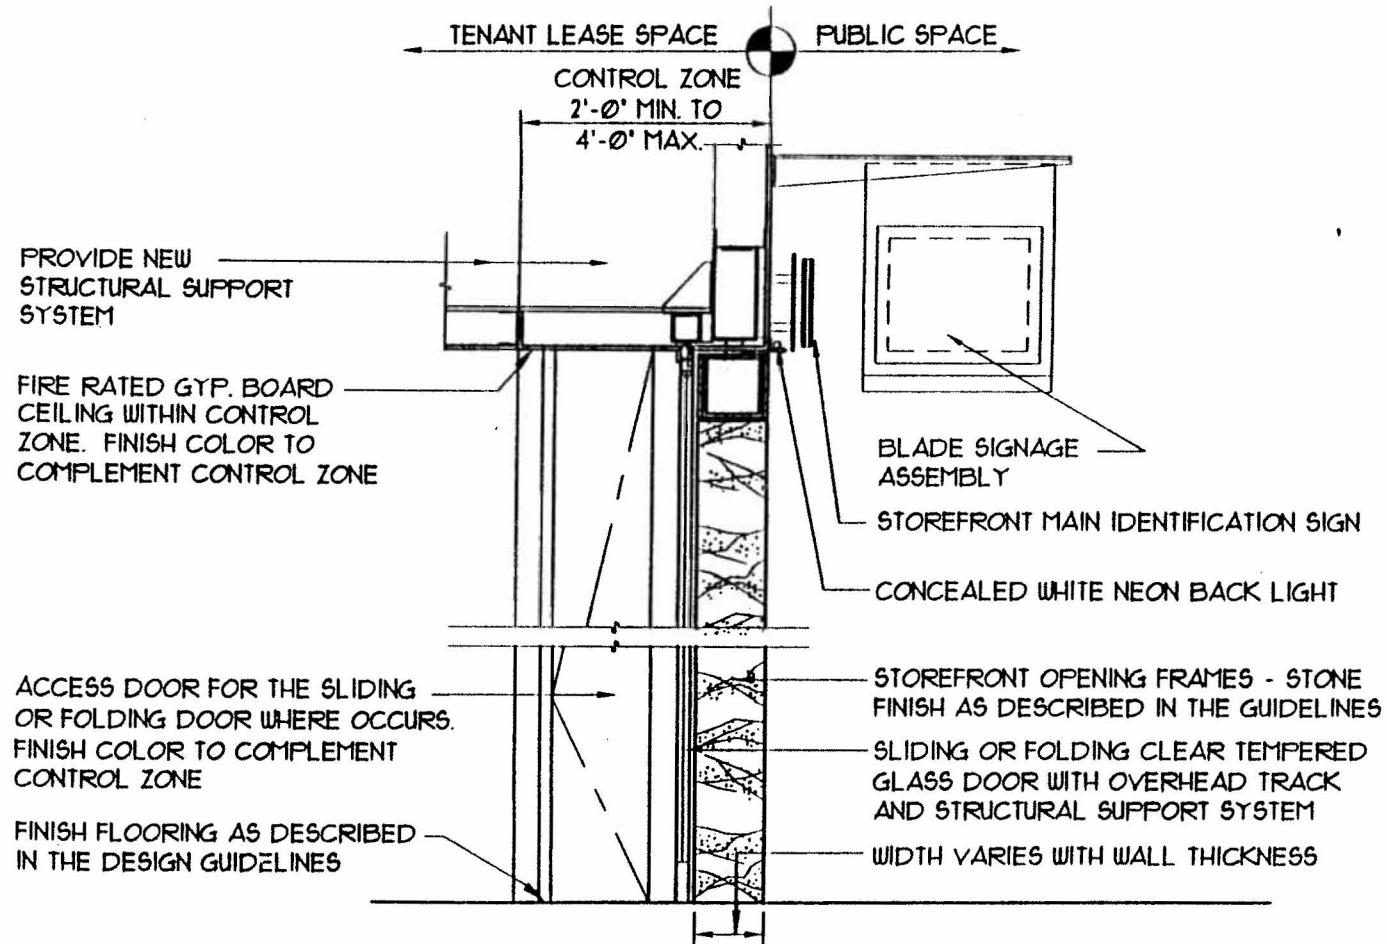 TENANT LEASE SPACE
PUBLIC SPACE
CONTROL ZONE
2'-0" MIN. TO
4'-0" MAX.
PROVIDE NEW
STRUCTURAL SUPPORT
SYSTEM
FIRE RATED GYP. BOARD
CEILING WITHIN CONTROL
ZONE. FINISH COLOR TO
COMPLEMENT CONTROL ZONE
BLADE SIGNAGE
ASSEMBLY
STOREFRONT MAIN IDENTIFICATION SIGN
CONCEALED WHITE NEON BACK LIGHT
ACCESS DOOR FOR THE SLIDING
OR FOLDING DOOR WHERE OCCURS.
FINISH COLOR TO COMPLEMENT
CONTROL ZONE
FINISH FLOORING AS DESCRIBED
IN THE DESIGN GUIDELINES
STOREFRONT OPENING FRAMES - STONE
FINISH AS DESCRIBED IN THE GUIDELINES
SLIDING OR FOLDING CLEAR TEMPERED
GLASS DOOR WITH OVERHEAD TRACK
AND STRUCTURAL SUPPORT SYSTEM
WIDTH VARIES WITH WALL THICKNESS